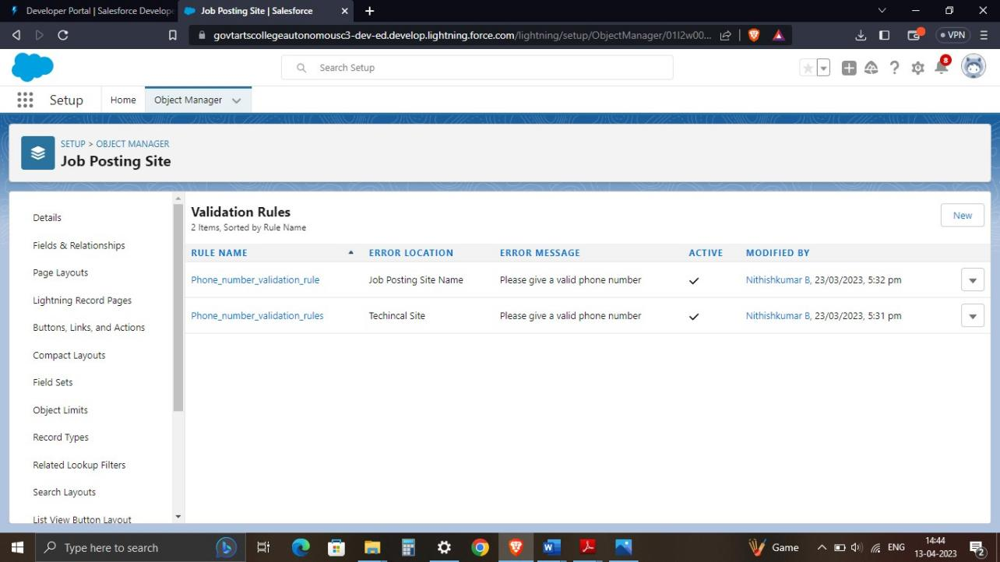 Developer Portal | Salesforce Develope
Job Posting Site | Salesforce
govtartscollegeautonomousc3-dev-ed.develop.lightning.force.com/lightning/setup/ObjectManager/01I2w00...
VPN
Search Setup
8
Setup
Home
Object Manager
SETUP > OBJECT MANAGER
Job Posting Site
Details
Fields & Relationships
Page Layouts
Lightning Record Pages
Buttons, Links, and Actions
Compact Layouts
Field Sets
Object Limits
Record Types
Related Lookup Filters
Search Layouts
List View Button Layout
Validation Rules
2 Items, Sorted by Rule Name
New
RULE NAME ERROR LOCATION ERROR MESSAGE ACTIVE MODIFIED BY
Phone_number_validation_rule Job Posting Site Name Please give a valid phone number Nithishkumar B, 23/03/2023, 5:32 pm
Phone_number_validation_rules Techincal Site Please give a valid phone number Nithishkumar B, 23/03/2023, 5:31 pm
Type here to search
Game
ENG
14:44
13-04-2023
2